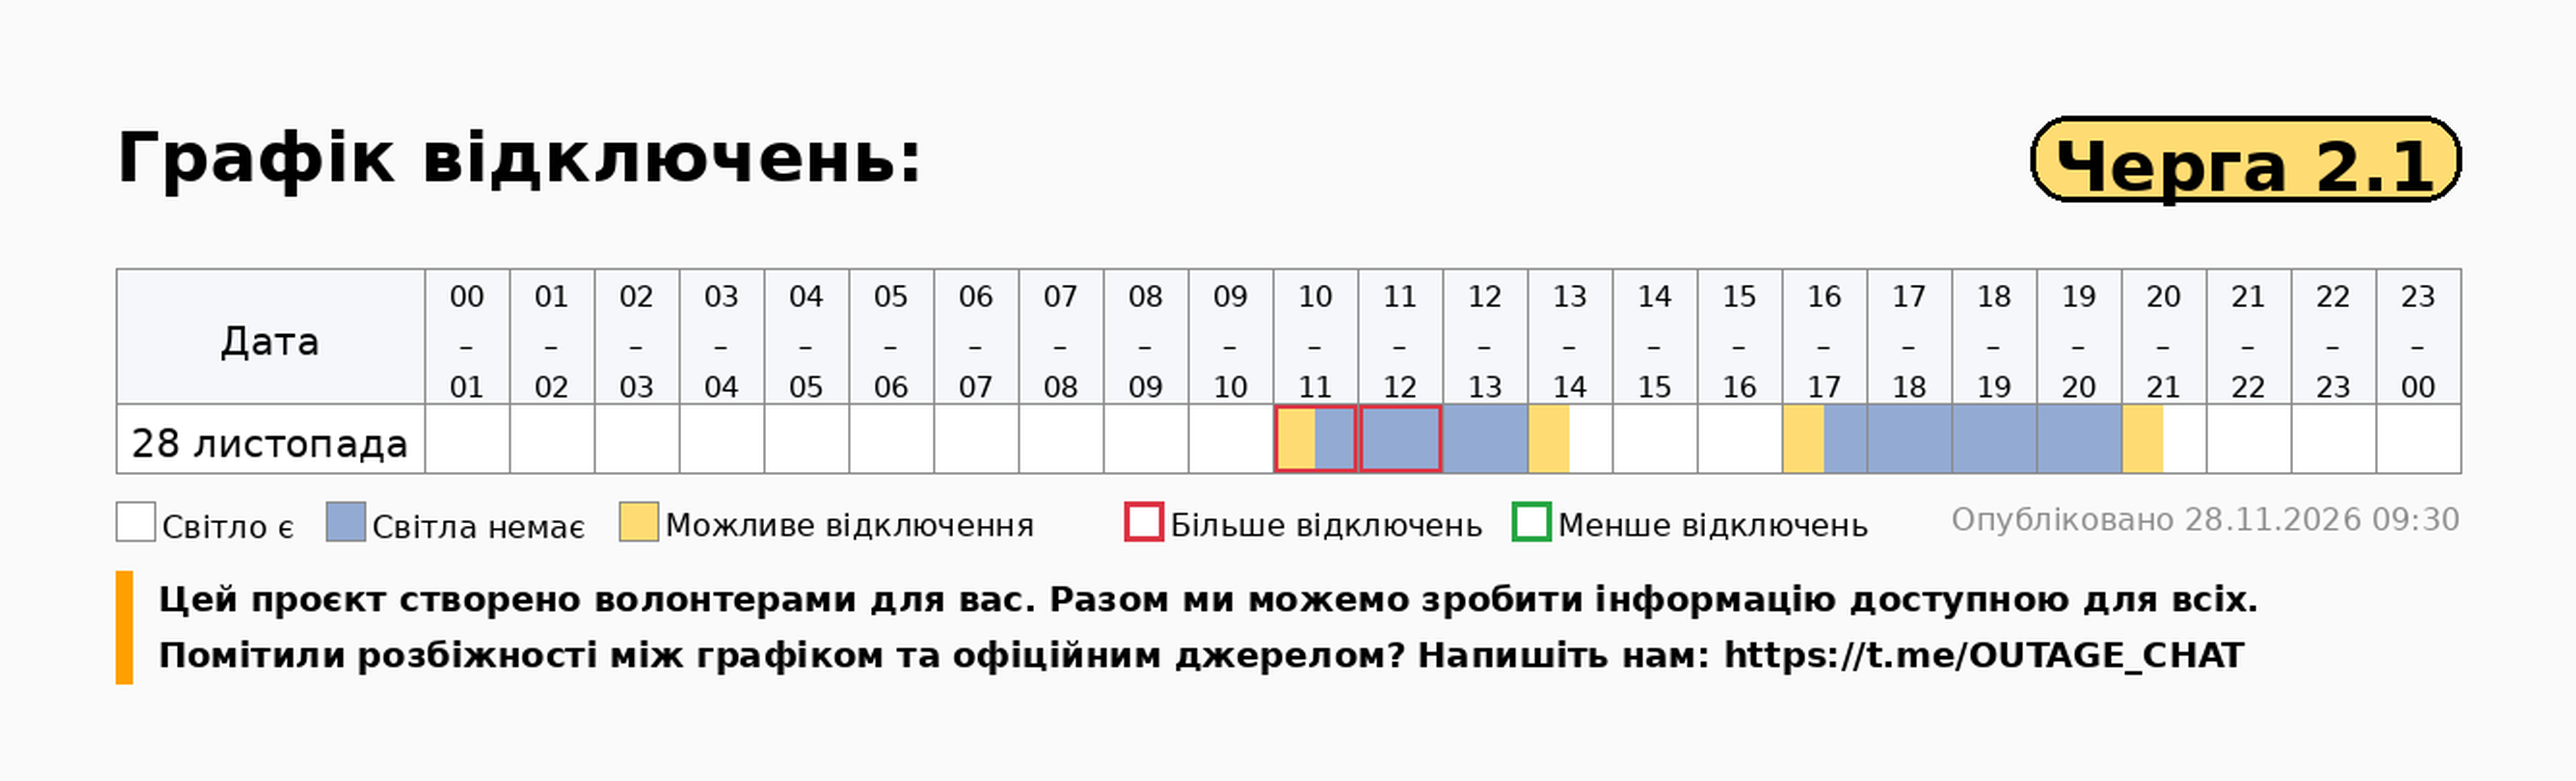 Графік відключень:
Черга 2.1
Дата
00 – 01
01 – 02
02 – 03
03 – 04
04 – 05
05 – 06
06 – 07
07 – 08
08 – 09
09 – 10
10 – 11
11 – 12
12 – 13
13 – 14
14 – 15
15 – 16
16 – 17
17 – 18
18 – 19
19 – 20
20 – 21
21 – 22
22 – 23
23 – 00
28 листопада
Світло є
Світла немає
Можливе відключення
Більше відключень
Менше відключень
Опубліковано 28.11.2026 09:30
Цей проєкт створено волонтерами для вас. Разом ми можемо зробити інформацію доступною для всіх.
Помітили розбіжності між графіком та офіційним джерелом? Напишіть нам: https://t.me/OUTAGE_CHAT